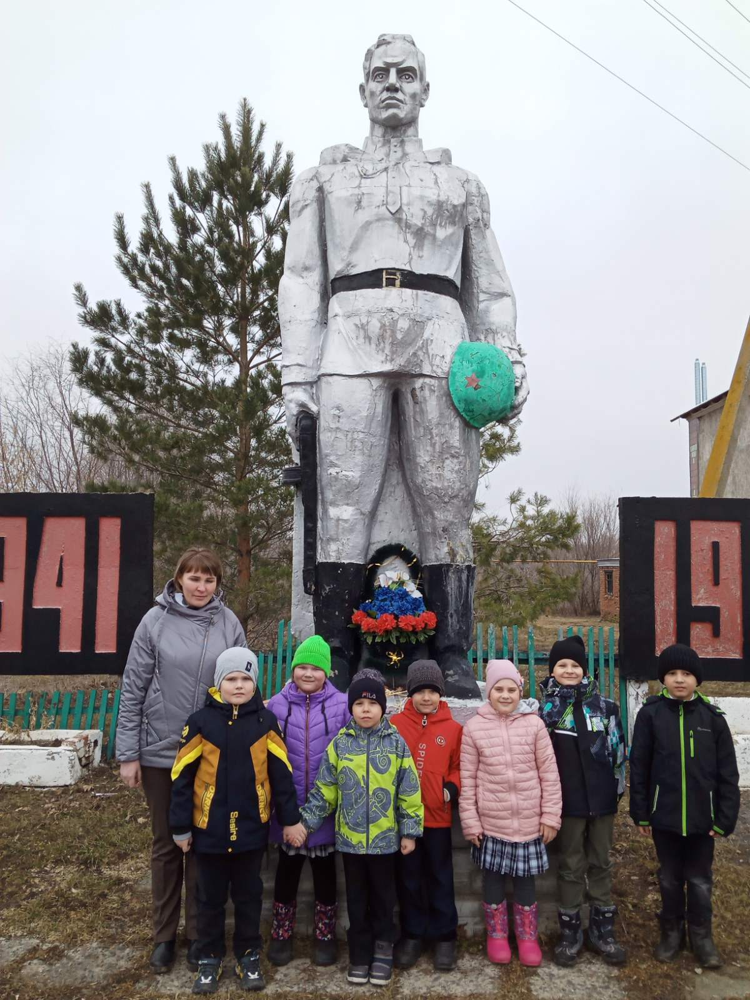 941
19
FILA
SPIDE
Sesire